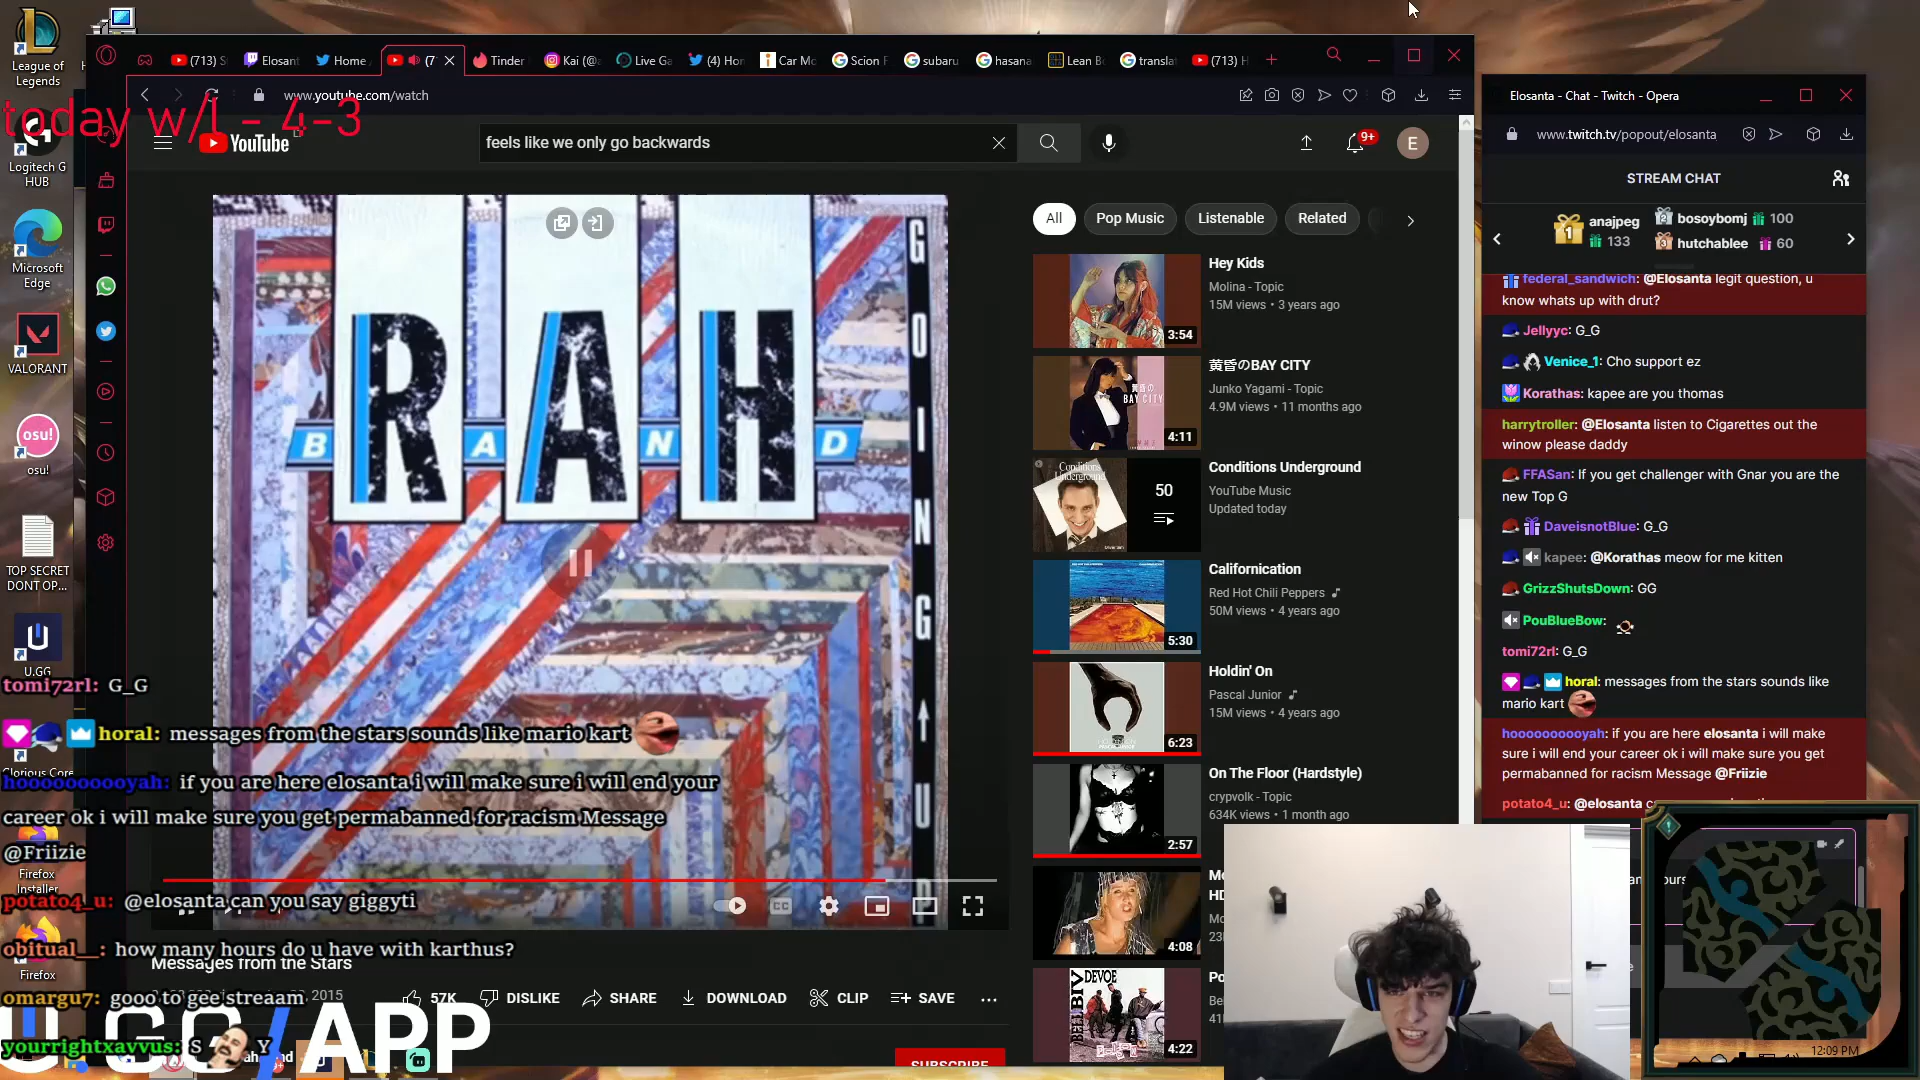 League of Legends
(713) S
Elosant
Home
(7
Tinder
Kai (@a
Live Ga
(4) Hon
Car Mo
Scion F
subaru
hasana
Lean B
translat
(713) H
www.youtube.com/watch
today w/l - 4-3
YouTube
feels like we only go backwards
9+
E
Logitech G HUB
Microsoft Edge
VALORANT
osu!
osu!
TOP SECRET DONT OP...
U.GG
Glorious Core
Firefox Installer
Firefox
RAH
BAND
GOING
All
Pop Music
Listenable
Related
Hey Kids
Molina - Topic
15M views • 3 years ago
3:54
黄昏のBAY CITY
Junko Yagami - Topic
4.9M views • 11 months ago
4:11
Conditions Underground
YouTube Music
Updated today
50
Californication
Red Hot Chili Peppers
50M views • 4 years ago
5:30
Holdin' On
Pascal Junior
15M views • 4 years ago
6:23
On The Floor (Hardstyle)
crypvolk - Topic
634K views • 1 month ago
2:57
4:08
DEVOE
4:22
tomi72rl: G_G
horal: messages from the stars sounds like mario kart
hooooooooooyah: if you are here elosanta i will make sure i will end your
career ok i will make sure you get permabanned for racism Message
@Friizie
potato4_u: @elosanta can you say giggyti
obitual__: how many hours do u have with karthus?
Messages from the Stars
omargu7: gooo to gee streaam
2015
57K
DISLIKE
SHARE
DOWNLOAD
CLIP
SAVE
yourrightxavvus: S Y
U.GG/APP
SUBSCRIBE
Elosanta - Chat - Twitch - Opera
www.twitch.tv/popout/elosanta
STREAM CHAT
anajpeg
133
bosoybomj 100
hutchablee 60
federal_sandwich: @Elosanta legit question, u
know whats up with drut?
Jellyyc: G_G
Venice_1: Cho support ez
Korathas: kapee are you thomas
harrytroller: @Elosanta listen to Cigarettes out the
winow please daddy
FFASan: If you get challenger with Gnar you are the
new Top G
DaveisnotBlue: G_G
kapee: @Korathas meow for me kitten
GrizzShutsDown: GG
PouBlueBow:
tomi72rl: G_G
horal: messages from the stars sounds like
mario kart
hooooooooooyah: if you are here elosanta i will make
sure i will end your career ok i will make sure you get
permabanned for racism Message @Friizie
potato4_u: @elosanta
12:09 PM